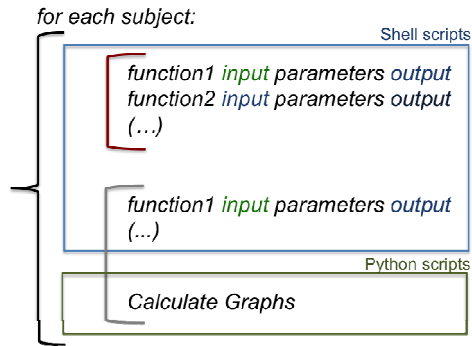 for each subject:
Shell scripts
function1 input parameters output
function2 input parameters output
(…)
function1 input parameters output
(...)
Python scripts
Calculate Graphs